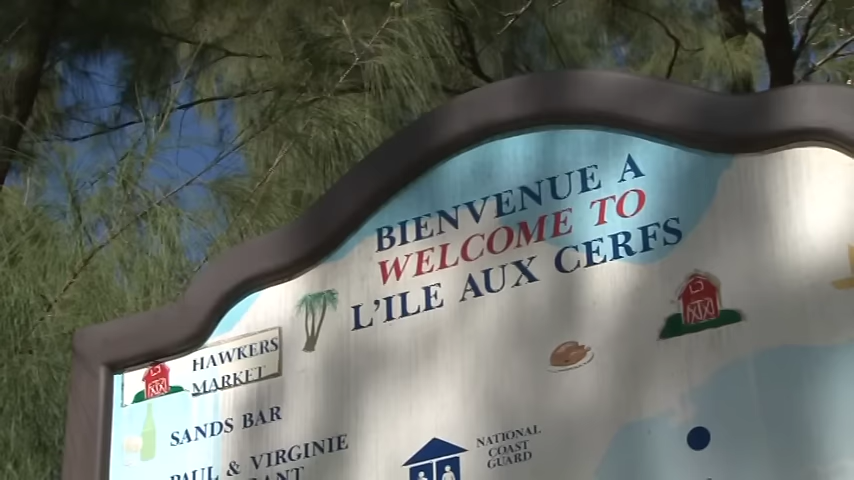 BIENVENUE A
WELCOME TO
L'ILE AUX CERFS
HAWKERS
MARKET
SANDS BAR
PAUL & VIRGINIE
NATIONAL
COAST
GUARD